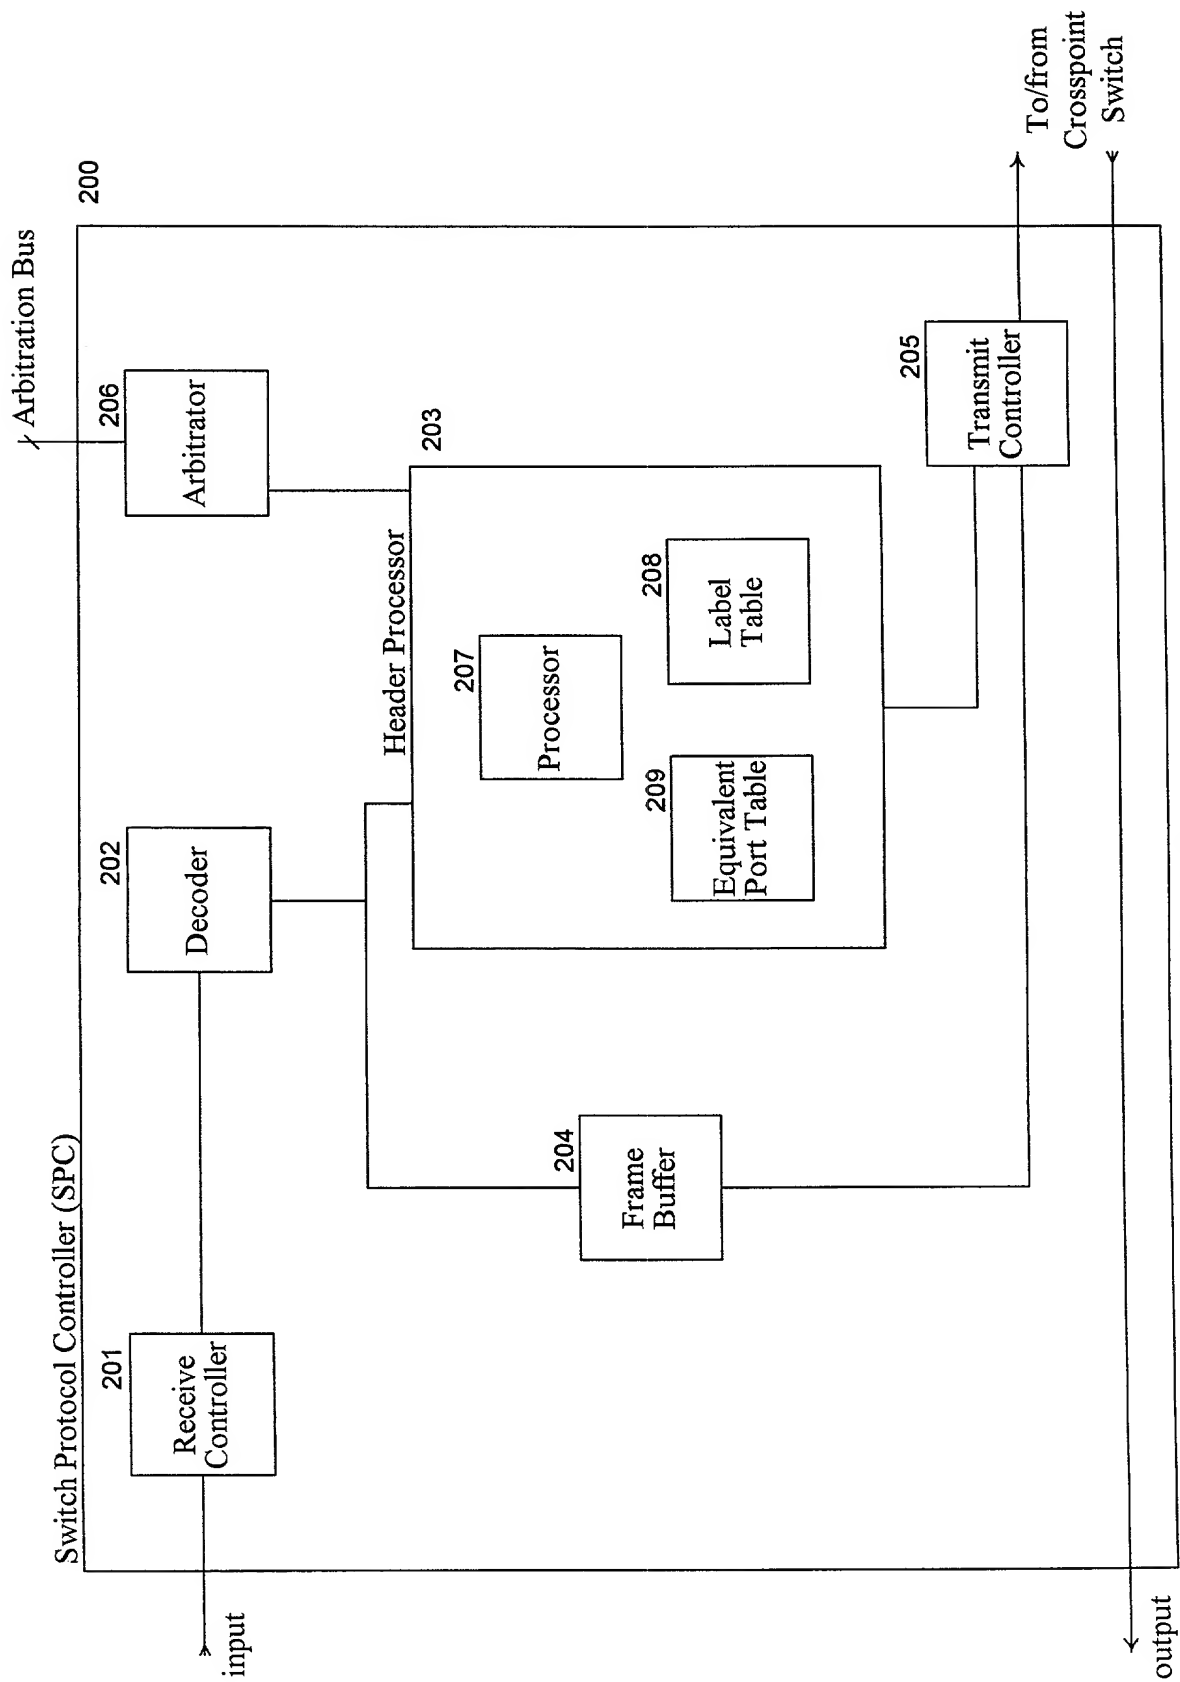 Switch Protocol Controller (SPC)
200
Arbitration Bus
input
201
Receive
Controller
202
Decoder
206
Arbitrator
Header Processor
203
207
Processor
209
Equivalent
Port Table
208
Label
Table
204
Frame
Buffer
205
Transmit
Controller
To/from
Crosspoint
Switch
output